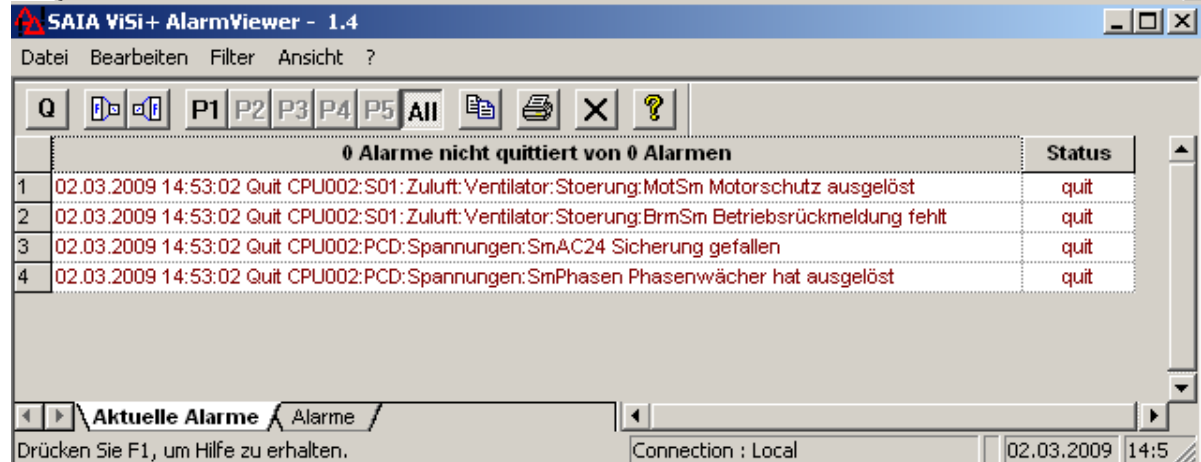 SAIA ViSi+ AlarmViewer - 1.4
Datei Bearbeiten Filter Ansicht ?
Q P1 P2 P3 P4 P5 All
0 Alarme nicht quittiert von 0 Alarmen Status
1 02.03.2009 14:53:02 Quit CPU002:S01:Zuluft:Ventilator:Stoerung:MotSm Motorschutz ausgelöst quit
2 02.03.2009 14:53:02 Quit CPU002:S01:Zuluft:Ventilator:Stoerung:BrmSm Betriebsrückmeldung fehlt quit
3 02.03.2009 14:53:02 Quit CPU002:PCD:Spannungen:SmAC24 Sicherung gefallen quit
4 02.03.2009 14:53:02 Quit CPU002:PCD:Spannungen:SmPhasen Phasenwächer hat ausgelöst quit
Aktuelle Alarme Alarme
Drücken Sie F1, um Hilfe zu erhalten. Connection : Local 02.03.2009 14:5